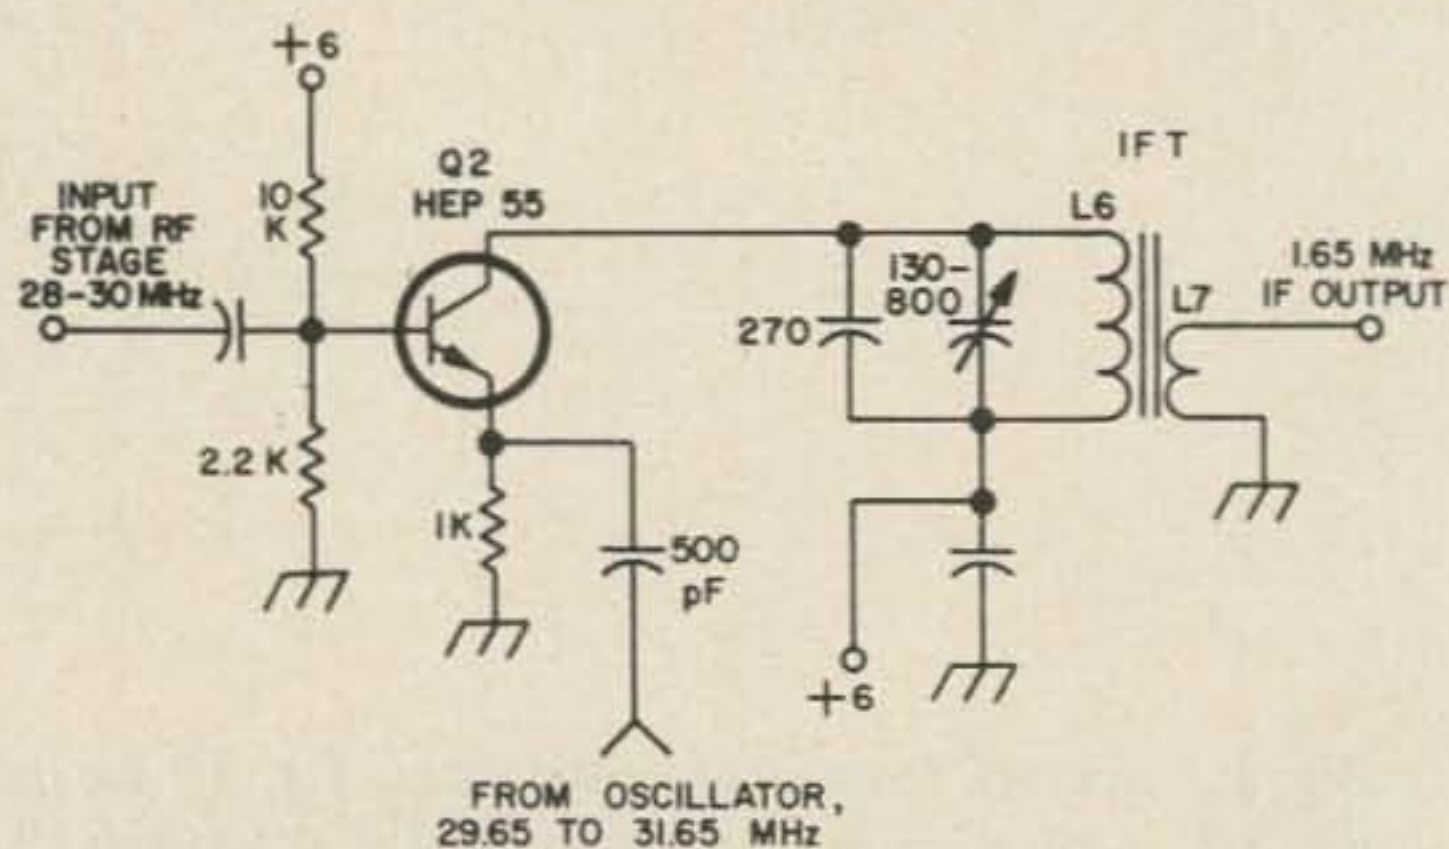 +6
10
K
INPUT
FROM RF
STAGE
28-30 MHz
Q2
HEP 55
2.2 K
1K
500
pF
FROM OSCILLATOR,
29.65 TO 31.65 MHz
270
130-
800
+6
IFT
L6
L7
1.65 MHz
IF OUTPUT